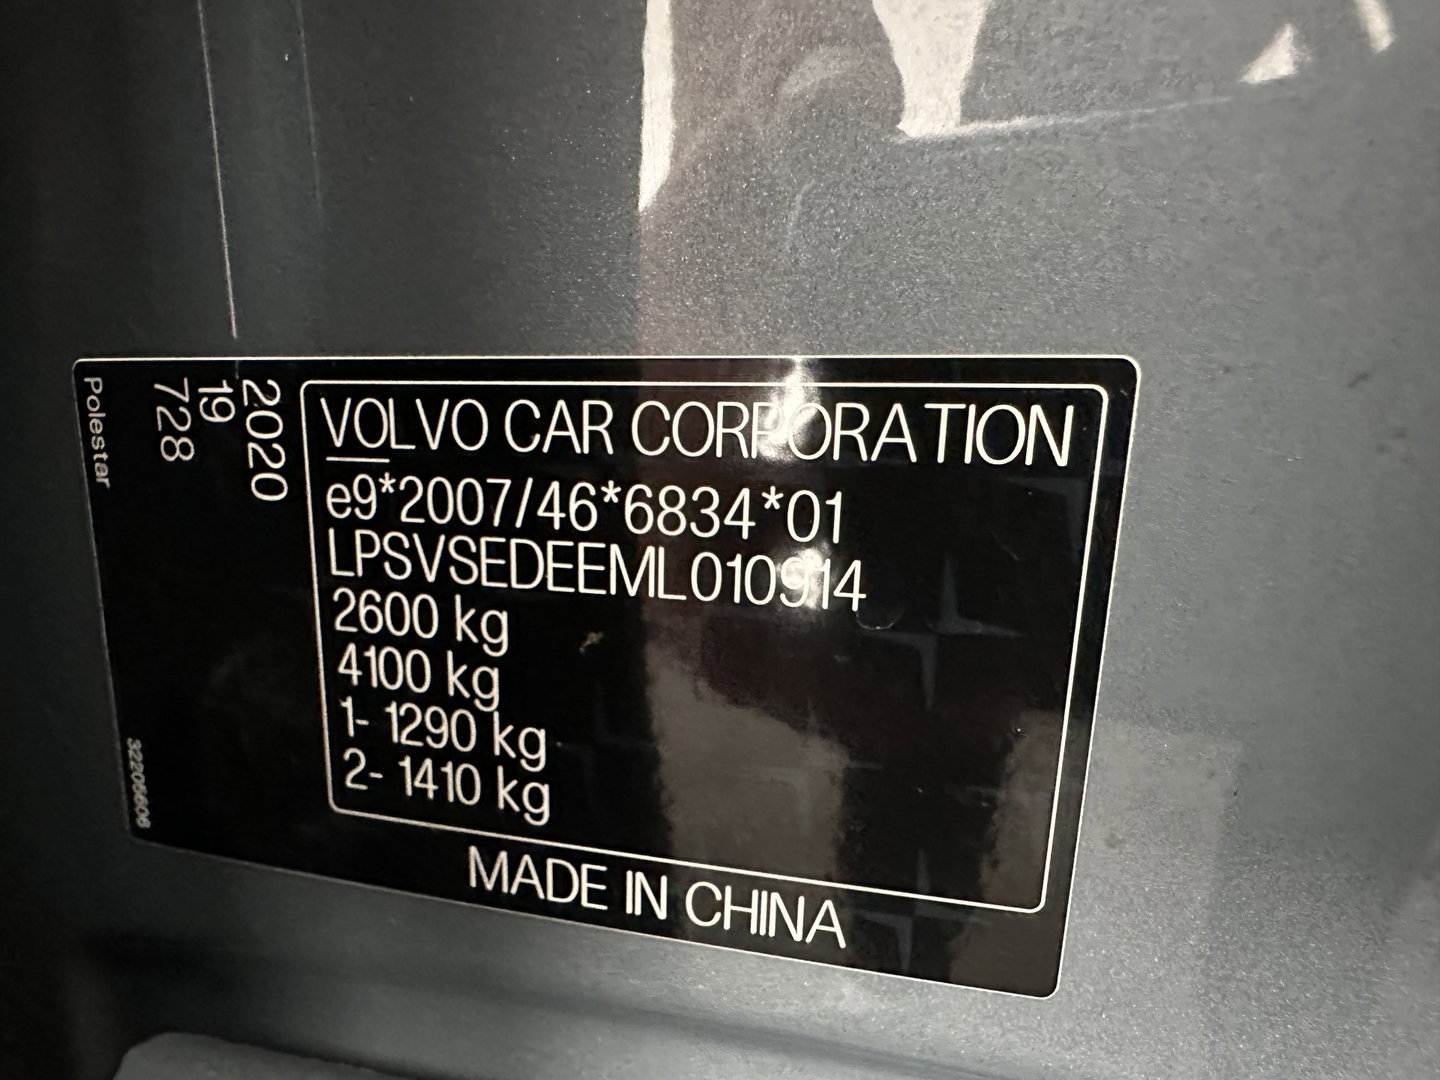 VOLVO CAR CORPORATION
e9*2007/46*6834*01
LPSVSEDEEML010914
2600 kg
4100 kg
1- 1290 kg
2- 1410 kg
MADE IN CHINA
2020
19
728
Polestar
32205606